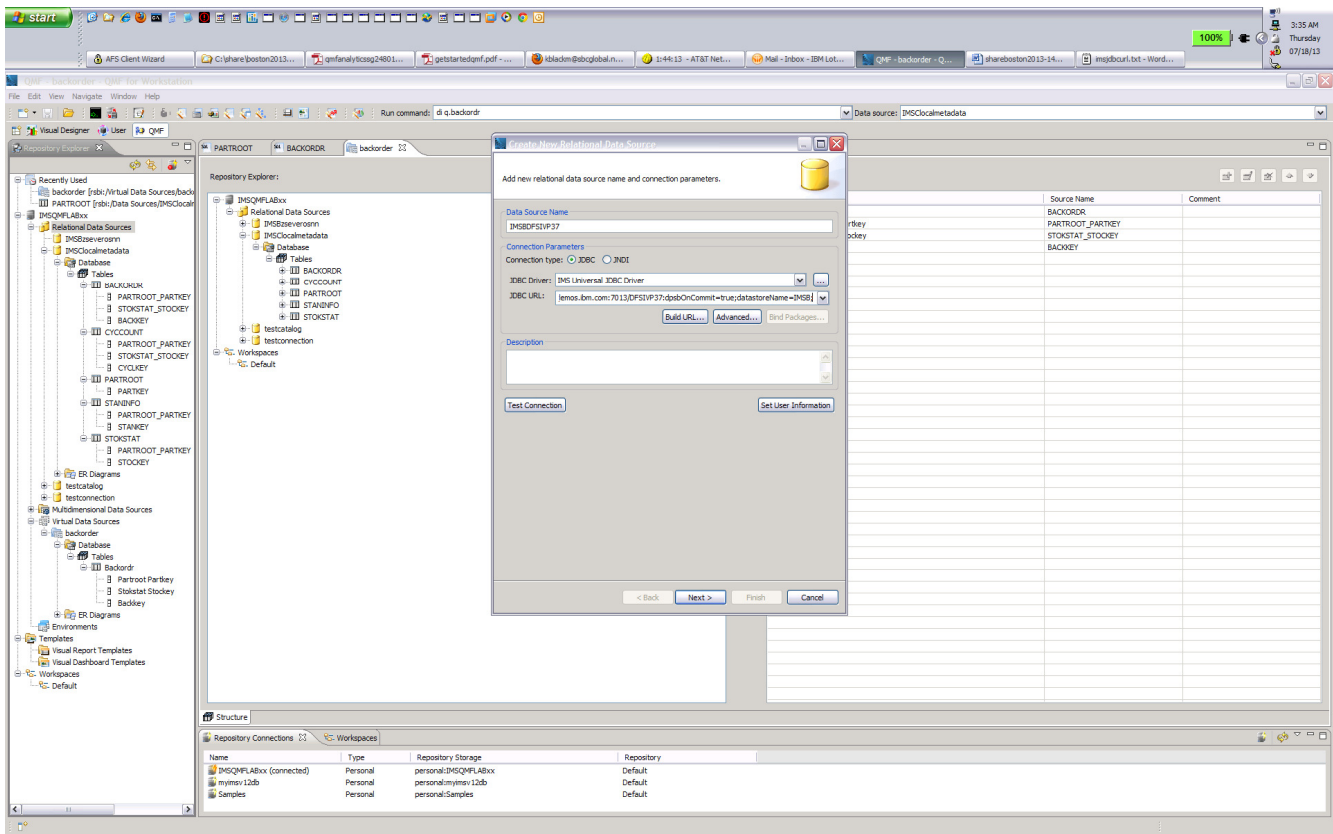 start
100%
3:35 AM
Thursday
07/18/13
AFS Client Wizard
C:\share\boston2013...
qmfanalyticssg24801...
getstartedqmf.pdf - ...
kblackm@sbcglobal.n...
1:44:13 - AT&T Net...
Mail - Inbox - IBM Lot...
QMF - backorder - Q...
shareboston2013-14...
imsjdbcurl.txt - Word...
QMF - backorder - QMF for Workstation
File Edit View Navigate Window Help
Run command: di q.backordr
Data source: IMSClocalmetadata
Visual Designer User QMF
Repository Explorer
Recently Used
backorder [rsbi:/Virtual Data Sources/backo
PARTROOT [rsbi:/Data Sources/IMSClocalr
IMSQMFLABxx
Relational Data Sources
IMSBzseverosnn
IMSClocalmetadata
Database
Tables
BACKORDR
PARTROOT_PARTKEY
STOKSTAT_STOCKEY
BACKKEY
CYCCOUNT
PARTROOT_PARTKEY
STOKSTAT_STOCKEY
CYCLKEY
PARTROOT
PARTKEY
STANINFO
PARTROOT_PARTKEY
STANKEY
STOKSTAT
PARTROOT_PARTKEY
STOCKEY
ER Diagrams
testcatalog
testconnection
Multidimensional Data Sources
Virtual Data Sources
backorder
Database
Tables
Backordr
Partroot Partkey
Stokstat Stockey
Backkey
ER Diagrams
Environments
Templates
Visual Report Templates
Visual Dashboard Templates
Workspaces
Default
PARTROOT
BACKORDR
backorder
Repository Explorer:
IMSQMFLABxx
Relational Data Sources
IMSBzseverosnn
IMSClocalmetadata
Database
Tables
BACKORDR
CYCCOUNT
PARTROOT
STANINFO
STOKSTAT
testcatalog
testconnection
Workspaces
Default
Create New Relational Data Source
Add new relational data source name and connection parameters.
Data Source Name
IMSBDFSIVP37
Connection Parameters
Connection type: JDBC JNDI
JDBC Driver: IMS Universal JDBC Driver
...
JDBC URL: lemos.ibm.com:7013/DFSIVP37:dpsbOnCommit=true;datastoreName=IMSB;
Build URL... Advanced... Bind Packages...
Description
Test Connection
Set User Information
< Back Next > Finish Cancel
Source Name Comment
BACKORDR
rtkey PARTROOT_PARTKEY
ockey STOKSTAT_STOCKEY
BACKKEY
Structure
Repository Connections
Workspaces
Name Type Repository Storage Repository
IMSQMFLABxx (connected) Personal personal:IMSQMFLABxx Default
myimsv12db Personal personal:myimsv12db Default
Samples Personal personal:Samples Default